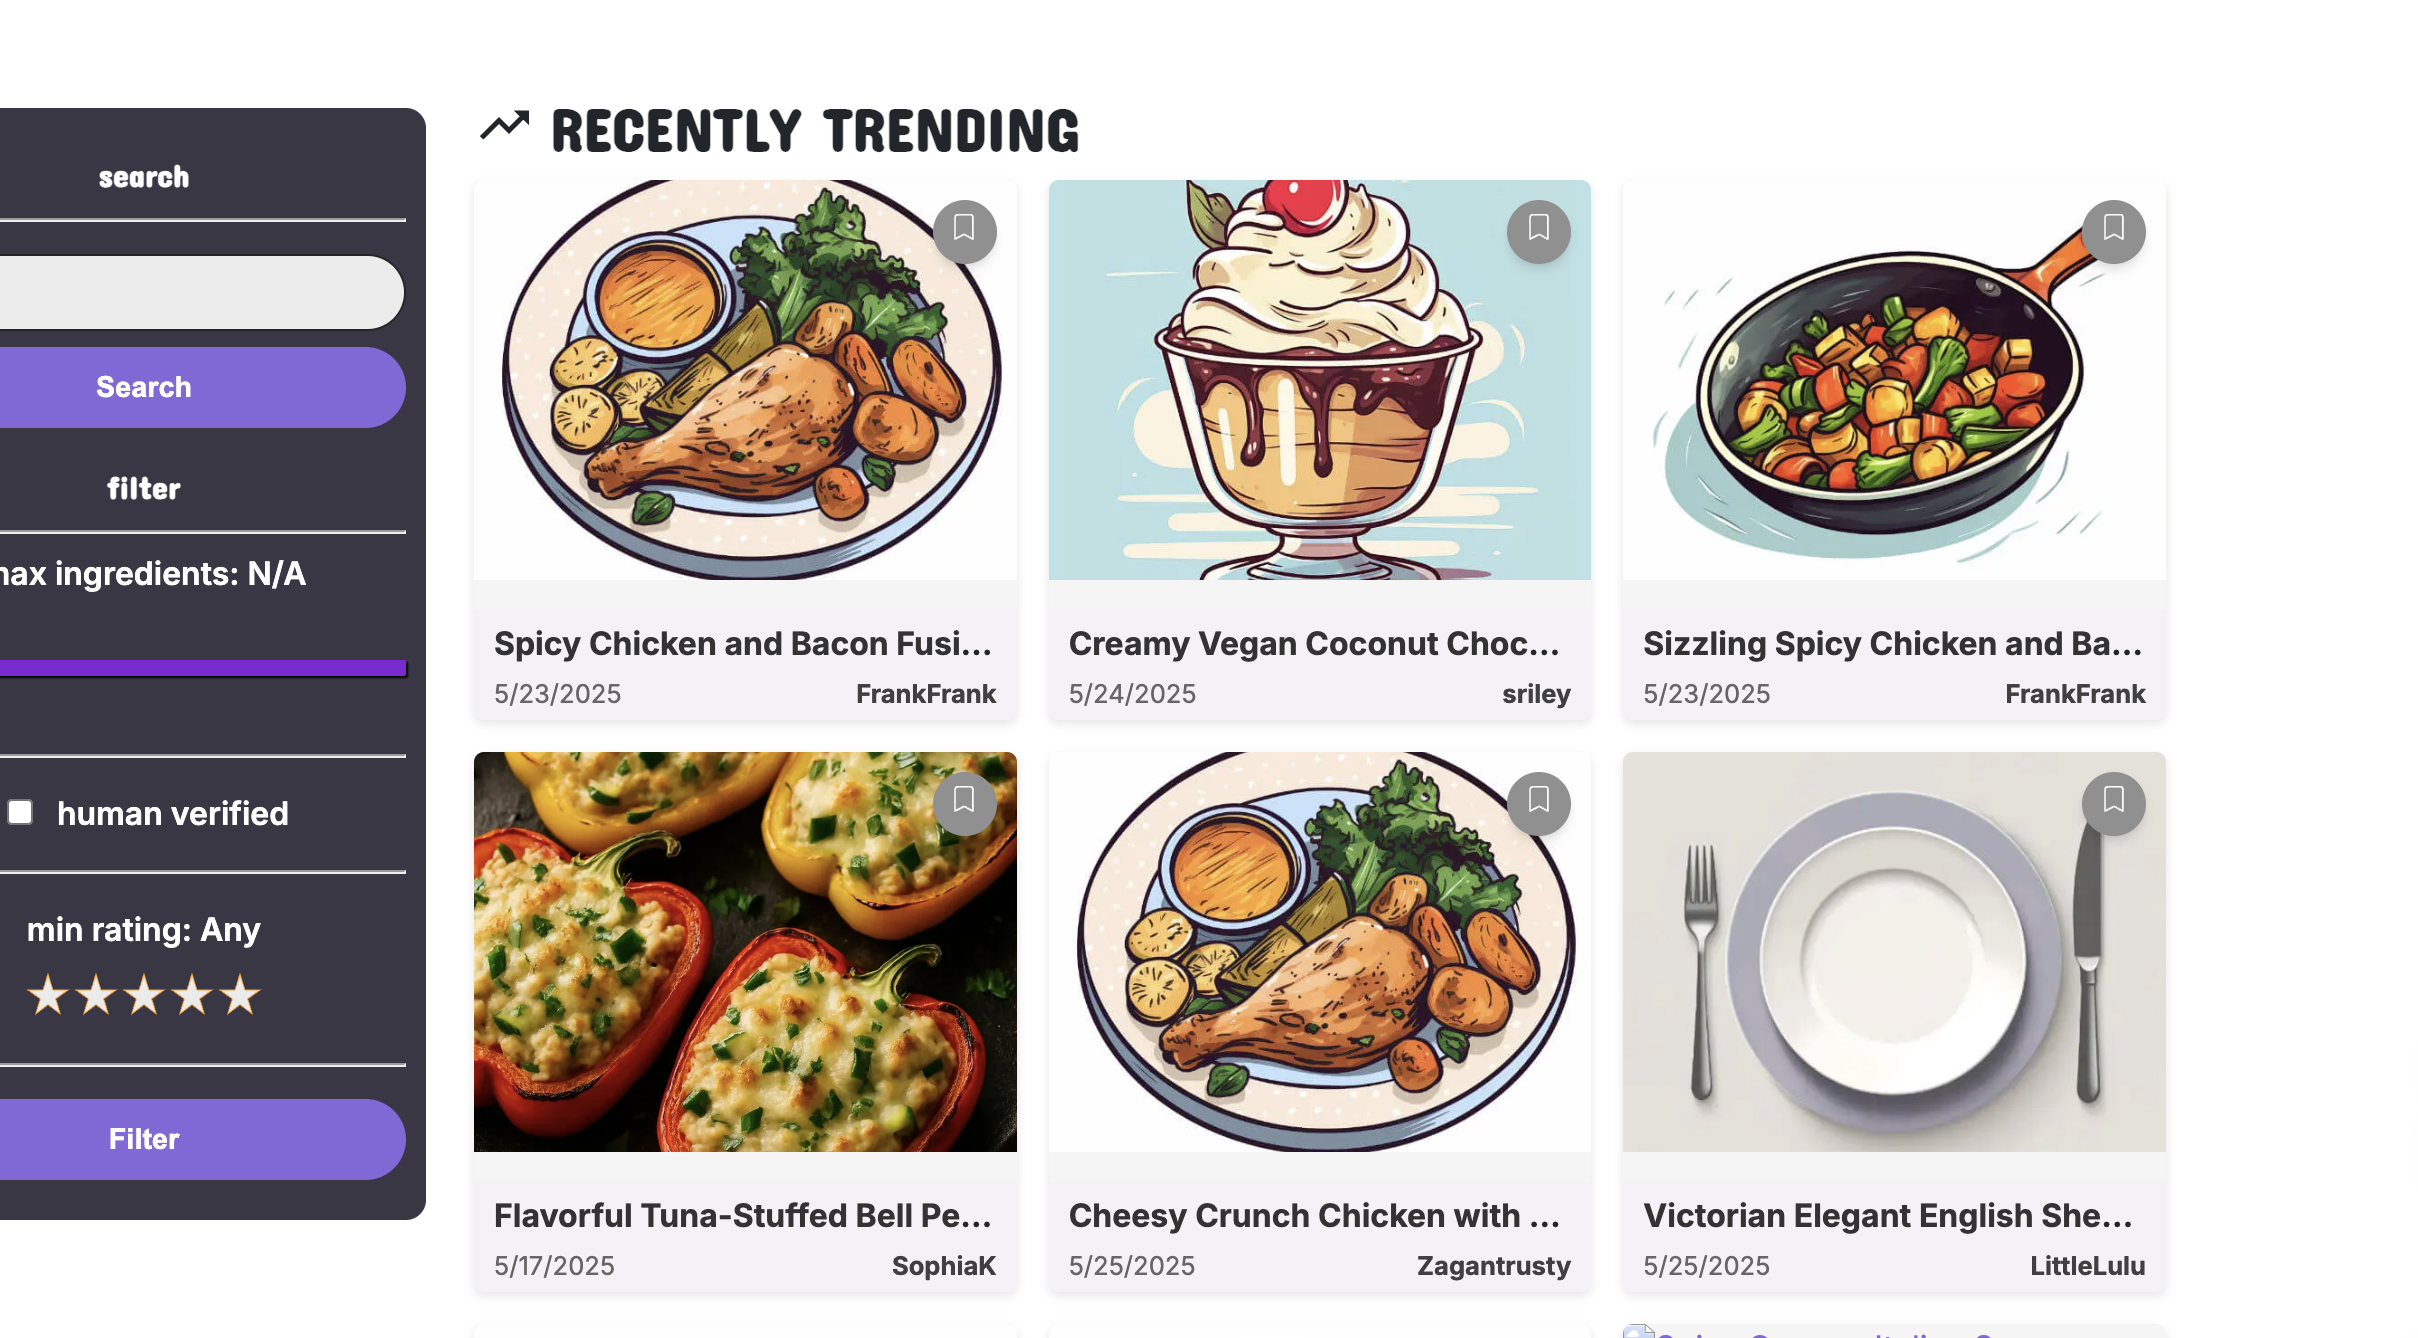 search
Search
filter
max ingredients: N/A
human verified
min rating: Any
Filter
RECENTLY TRENDING
Spicy Chicken and Bacon Fusi...
5/23/2025 FrankFrank
Creamy Vegan Coconut Choc...
5/24/2025 sriley
Sizzling Spicy Chicken and Ba...
5/23/2025 FrankFrank
Flavorful Tuna-Stuffed Bell Pe...
5/17/2025 SophiaK
Cheesy Crunch Chicken with ...
5/25/2025 Zagantrusty
Victorian Elegant English She...
5/25/2025 LittleLulu